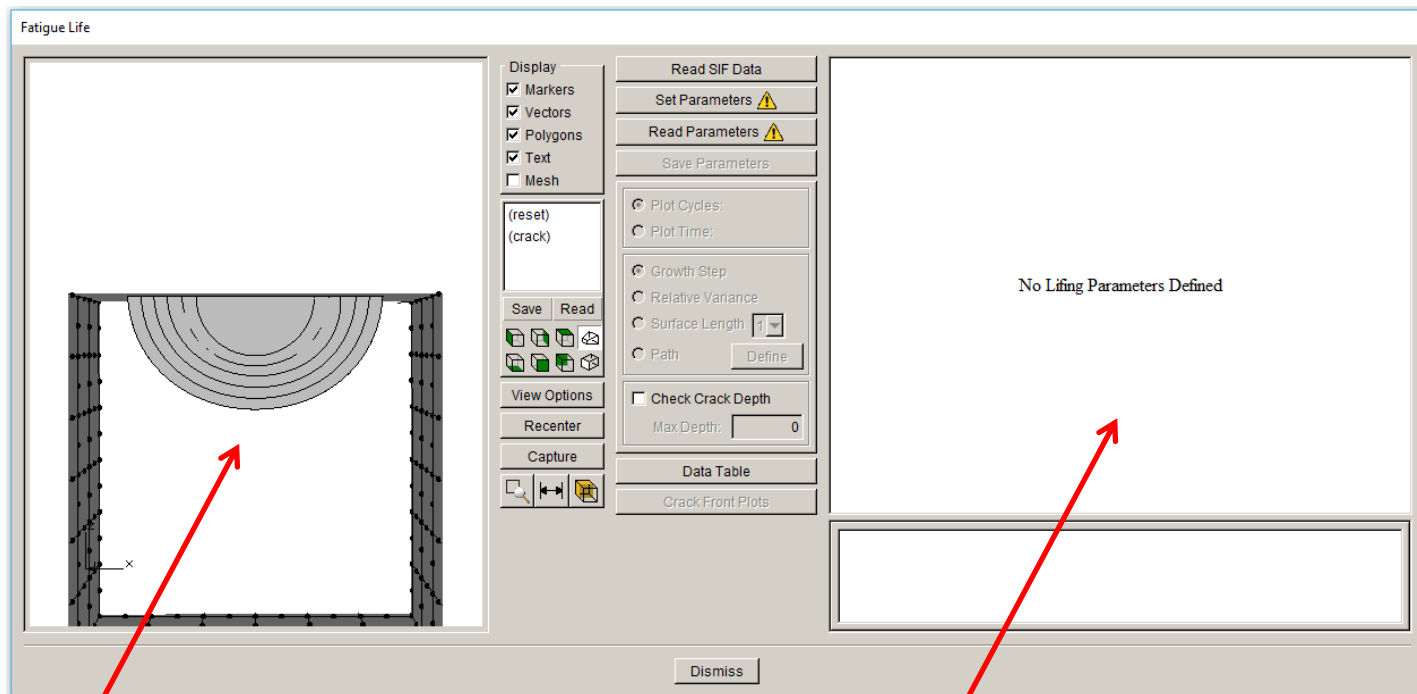 Fatigue Life
Display
Markers
Vectors
Polygons
Text
Mesh
(reset)
(crack)
Save Read
View Options
Recenter
Capture
Read SIF Data
Set Parameters
Read Parameters
Save Parameters
Plot Cycles:
Plot Time:
Growth Step
Relative Variance
Surface Length 1
Path Define
Check Crack Depth
Max Depth: 0
Data Table
Crack Front Plots
No Lifing Parameters Defined
z
x
Dismiss